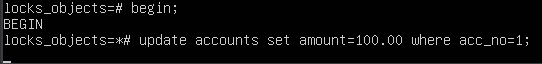 locks_objects=# begin;
BEGIN
locks_objects=*# update accounts set amount=100.00 where acc_no=1;